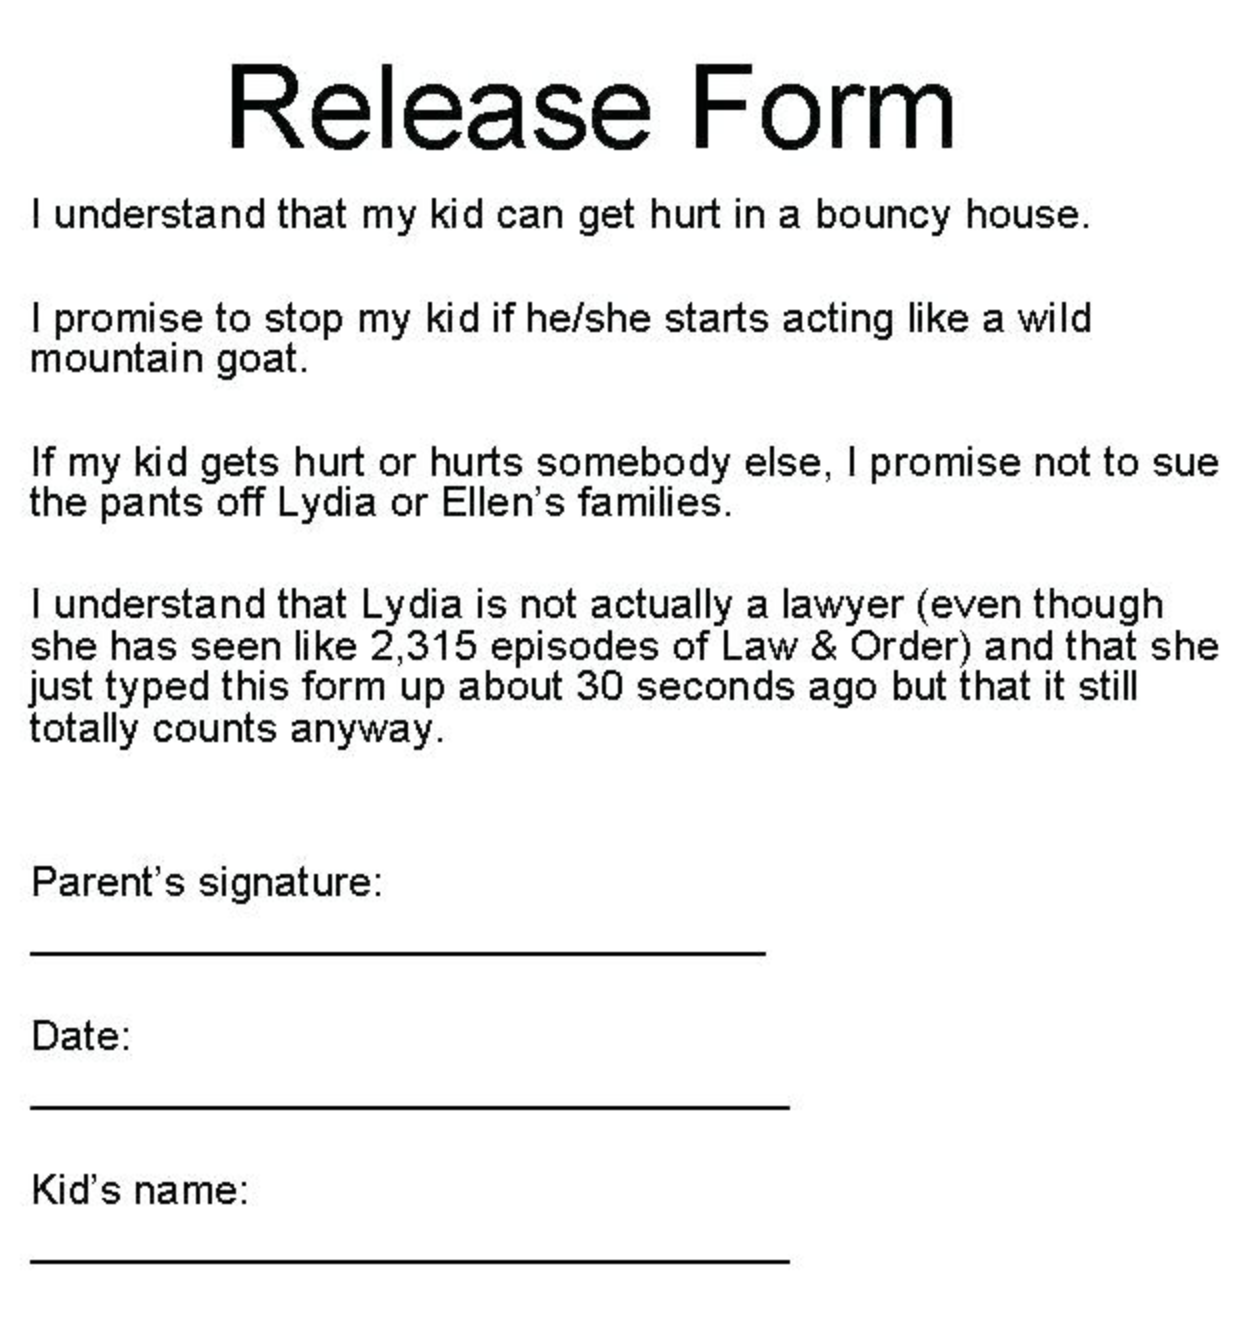 Release Form
I understand that my kid can get hurt in a bouncy house.
I promise to stop my kid if he/she starts acting like a wild
mountain goat.
If my kid gets hurt or hurts somebody else, I promise not to sue
the pants off Lydia or Ellen’s families.
I understand that Lydia is not actually a lawyer (even though
she has seen like 2,315 episodes of Law & Order) and that she
just typed this form up about 30 seconds ago but that it still
totally counts anyway.
Parent’s signature:
Date:
Kid’s name: